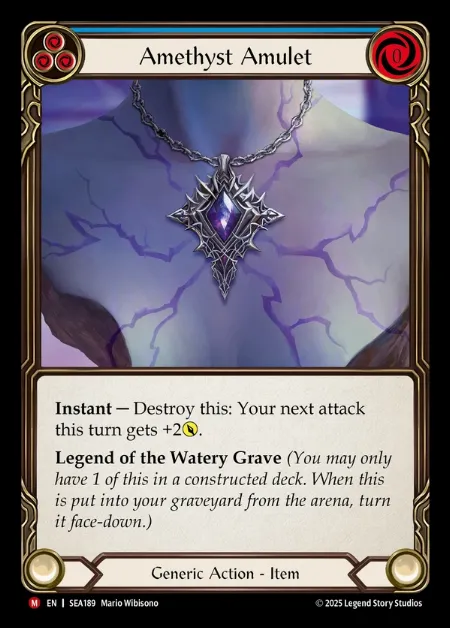 Amethyst Amulet
0
Instant — Destroy this: Your next attack
this turn gets +2.
Legend of the Watery Grave (You may only
have 1 of this in a constructed deck. When this
is put into your graveyard from the arena, turn
it face-down.)
Generic Action - Item
M EN | SEA189 Mario Wibisono
© 2025 Legend Story Studios